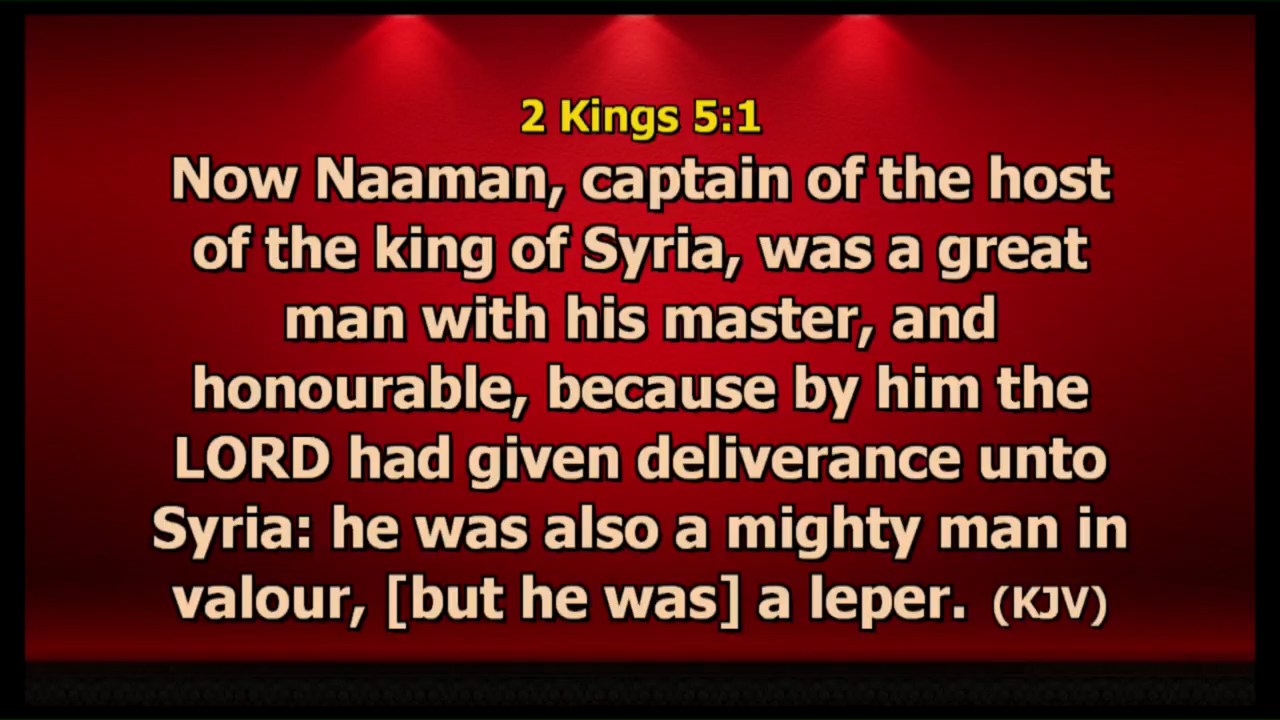 2 Kings 5:1
Now Naaman, captain of the host
of the king of Syria, was a great
man with his master, and
honourable, because by him the
LORD had given deliverance unto
Syria: he was also a mighty man in
valour, [but he was] a leper. (KJV)